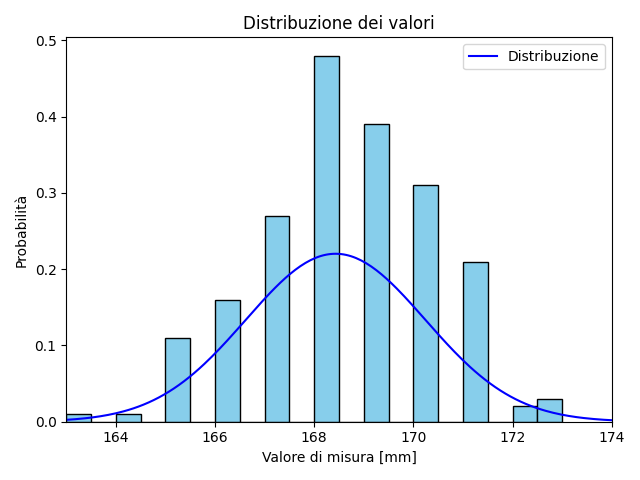 Distribuzione dei valori
Distribuzione
Probabilità
0.5
0.4
0.3
0.2
0.1
0.0
164 166 168 170 172 174
Valore di misura [mm]